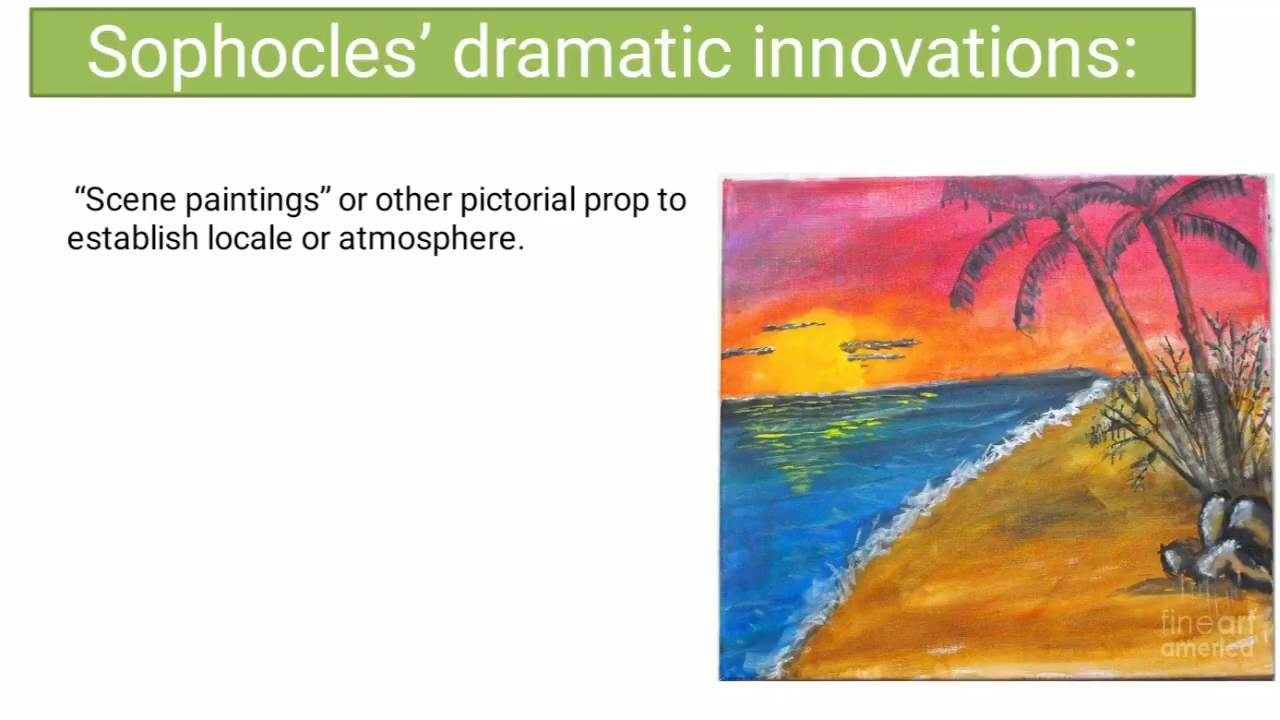 Sophocles’ dramatic innovations:
“Scene paintings” or other pictorial prop to
establish locale or atmosphere.
fineart
america